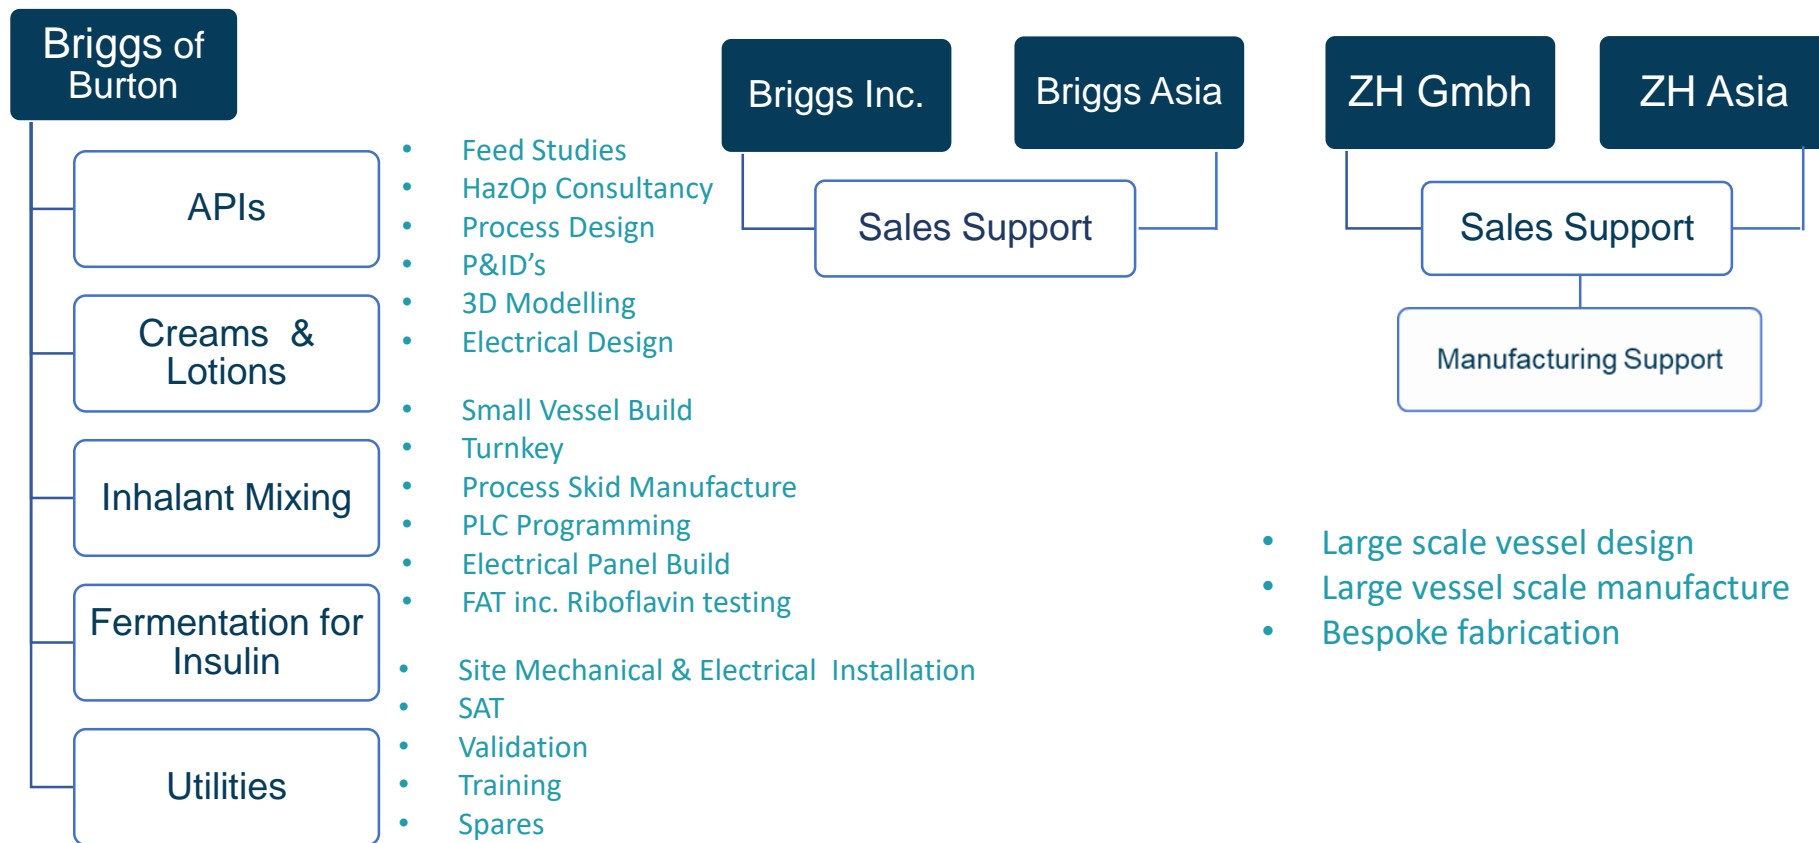 Briggs of
Burton
APIs
Creams & 
Lotions
Inhalant Mixing
Fermentation for
Insulin
Utilities
• Feed Studies
• HazOp Consultancy
• Process Design
• P&ID’s
• 3D Modelling
• Electrical Design
• Small Vessel Build
• Turnkey
• Process Skid Manufacture
• PLC Programming
• Electrical Panel Build
• FAT inc. Riboflavin testing
• Site Mechanical & Electrical Installation
• SAT
• Validation
• Training
• Spares
Briggs Inc.
Briggs Asia
Sales Support
ZH Gmbh
ZH Asia
Sales Support
Manufacturing Support
• Large scale vessel design
• Large vessel scale manufacture
• Bespoke fabrication